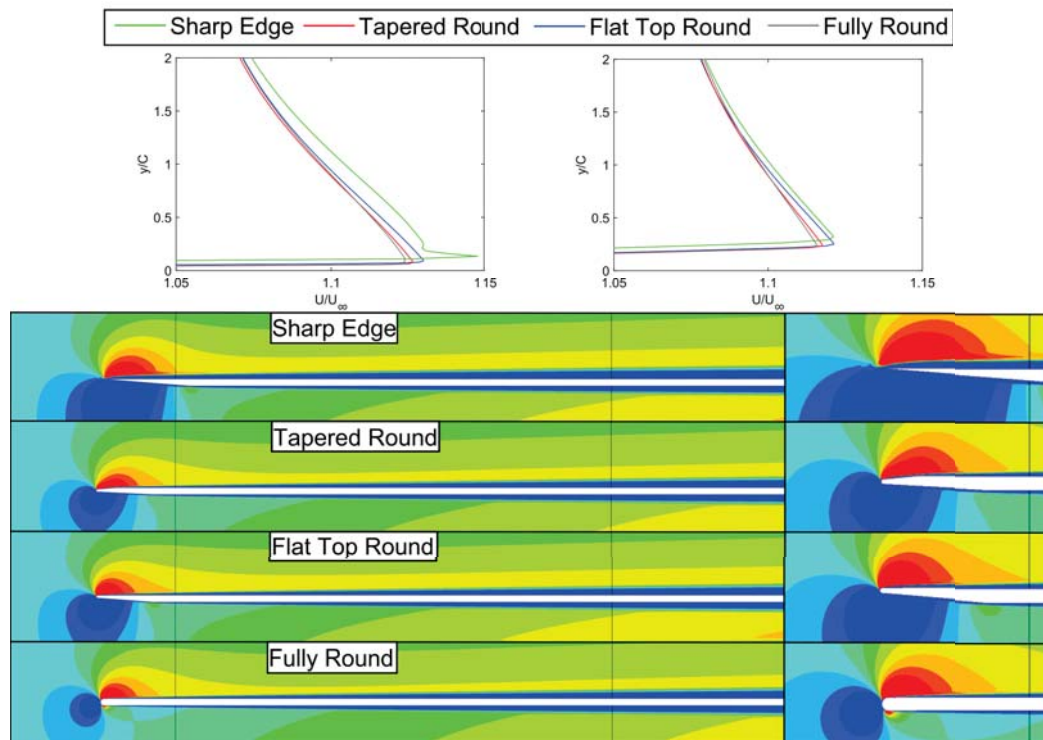 Sharp Edge Tapered Round Flat Top Round Fully Round
2
1.5
1
0.5
0
y/C
1.05 1.1 1.15
U/U∞
2
1.5
1
0.5
0
y/C
1.05 1.1 1.15
U/U∞
Sharp Edge
Tapered Round
Flat Top Round
Fully Round